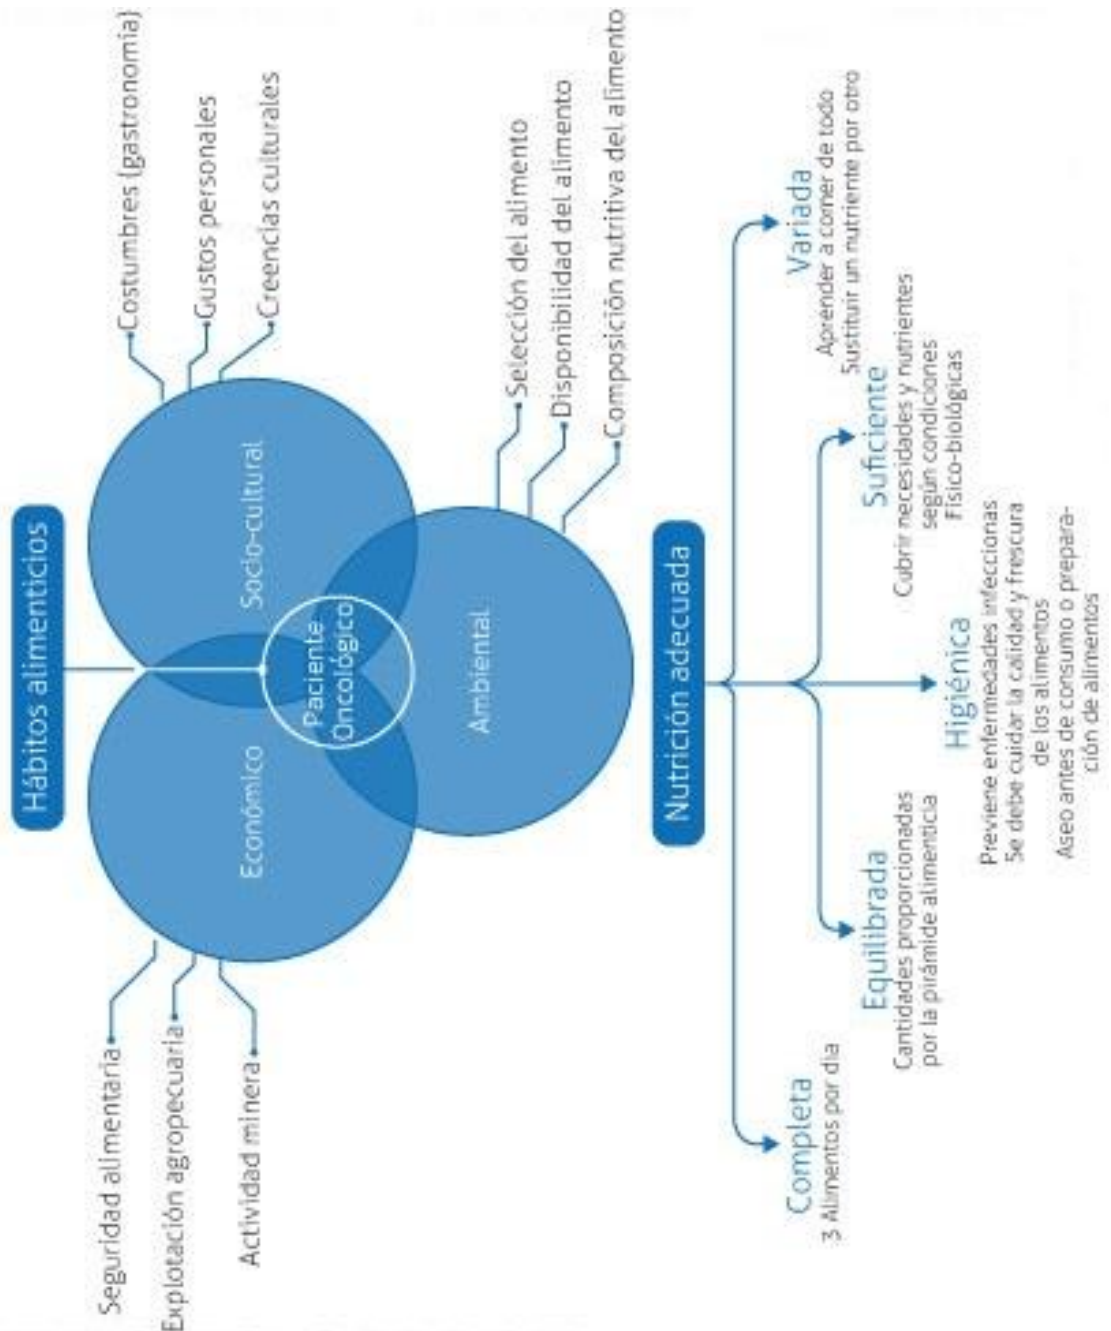 Hábitos alimenticios
Seguridad alimentaria
Explotación agropecuaria
Actividad minera
Económico
Socio-cultural
Costumbres (gastronomía)
Gustos personales
Creencias culturales
Paciente
Oncológico
Ambiental
Selección del alimento
Disponibilidad del alimento
Composición nutritiva del alimento
Nutrición adecuada
Completa
3 Alimentos por día
Equilibrada
Cantidades proporcionadas
por la pirámide alimenticia
Higiénica
Previene enfermedades infeccionas
Se debe cuidar la calidad y frescura
de los alimentos
Aseo antes de consumo o prepara-
ción de alimentos
Suficiente
Cubrir necesidades y nutrientes
según condiciones
Físico-biológicas
Variada
Aprender a comer de todo
Sustituir un nutriente por otro